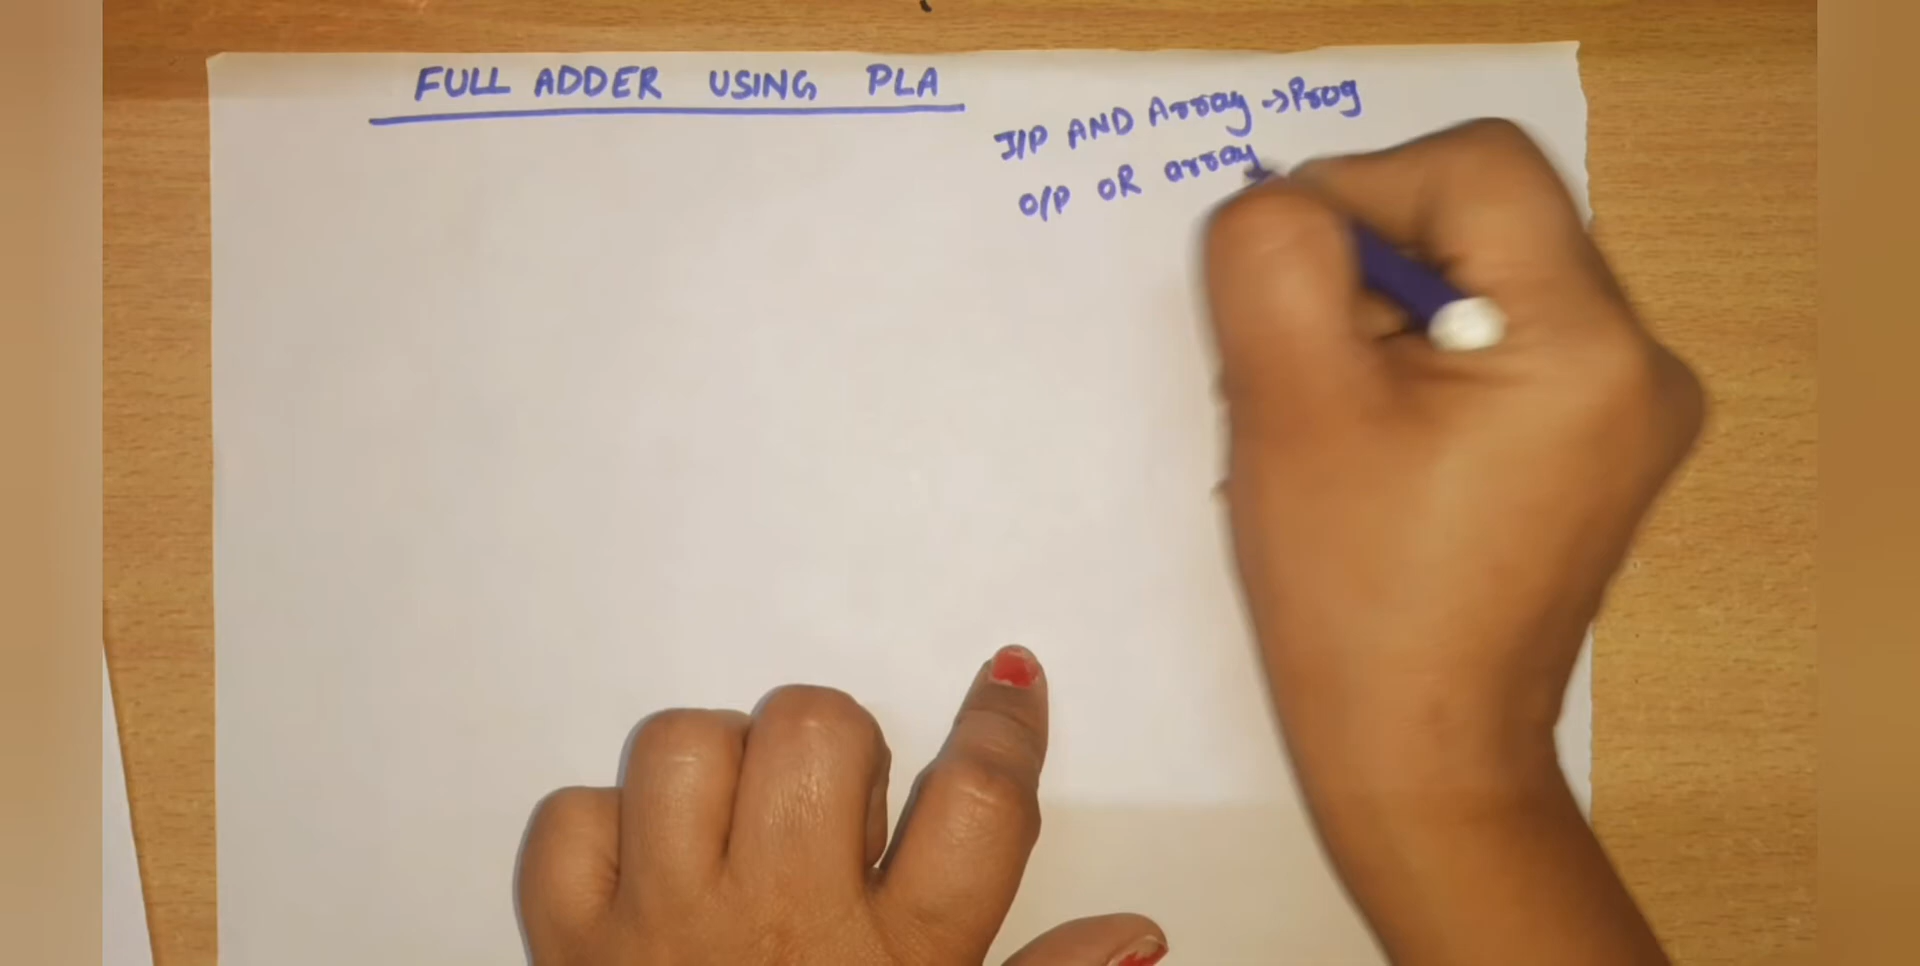 FULL ADDER USING PLA
I/P AND Array → Prog
O/P OR array